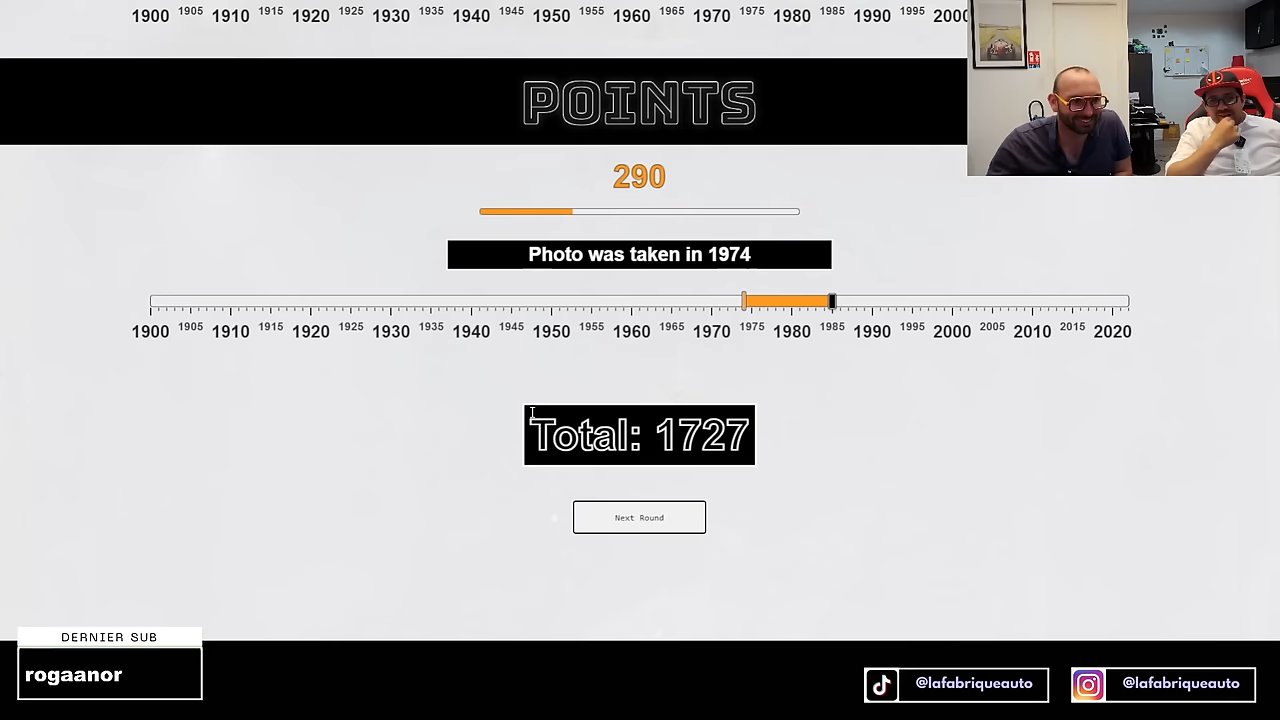 1900 1905 1910 1915 1920 1925 1930 1935 1940 1945 1950 1955 1960 1965 1970 1975 1980 1985 1990 1995 2000
POINTS
290
Photo was taken in 1974
1900 1905 1910 1915 1920 1925 1930 1935 1940 1945 1950 1955 1960 1965 1970 1975 1980 1985 1990 1995 2000 2005 2010 2015 2020
Total: 1727
Next Round
DERNIER SUB
rogaanor
@lafabriqueauto
@lafabriqueauto